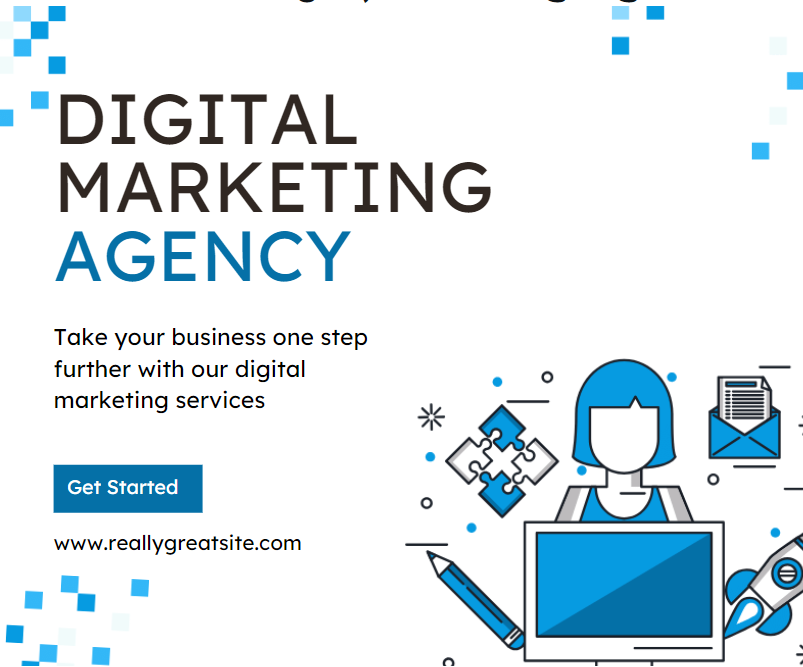 DIGITAL
MARKETING
AGENCY
Take your business one step
further with our digital
marketing services
Get Started
www.reallygreatsite.com